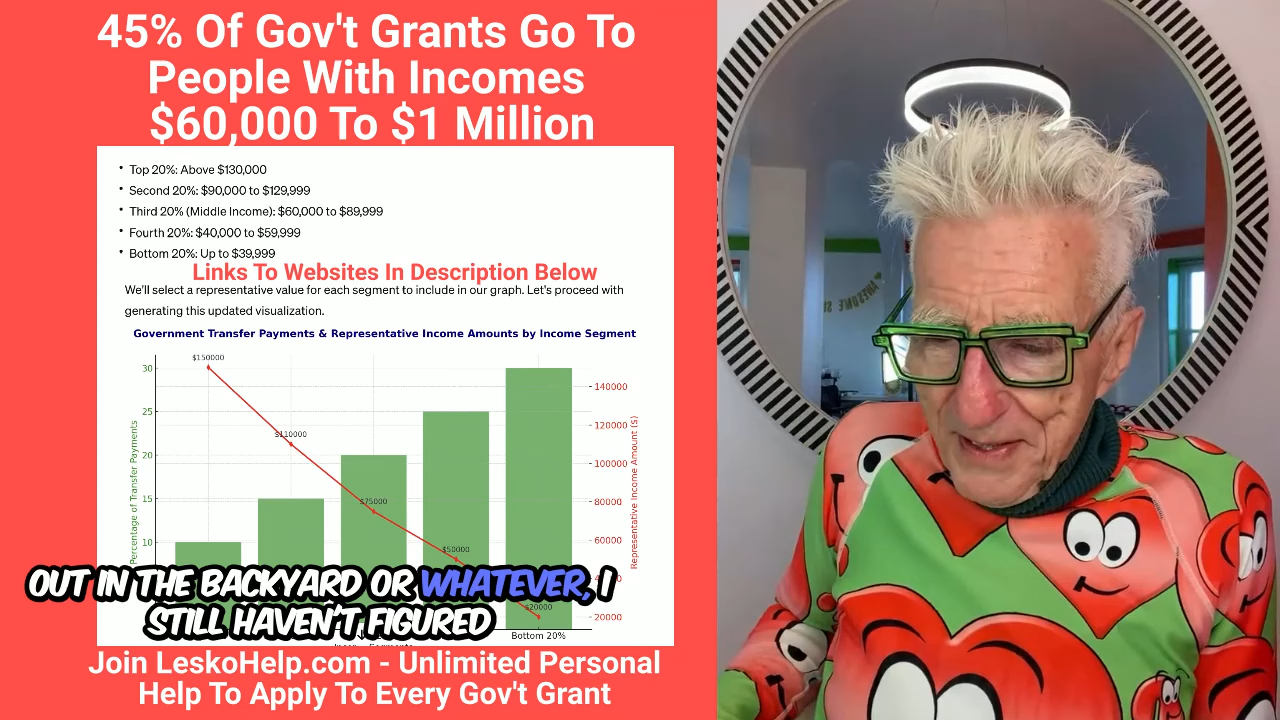 45% Of Gov't Grants Go To
People With Incomes
$60,000 To $1 Million
• Top 20%: Above $130,000
• Second 20%: $90,000 to $129,999
• Third 20% (Middle Income): $60,000 to $89,999
• Fourth 20%: $40,000 to $59,999
• Bottom 20%: Up to $39,999
Links To Websites In Description Below
We'll select a representative value for each segment to include in our graph. Let's proceed with
generating this updated visualization.
Government Transfer Payments & Representative Income Amounts by Income Segment
$150000
30
140000
25
120000
$110000
20
100000
$75000
15
80000
10
60000
$50000
$20000
20000
Percentage of Transfer Payments
Representative Income Amount ($)
OUT IN THE BACKYARD OR WHATEVER, I
STILL HAVEN'T FIGURED
Bottom 20%
Join LeskoHelp.com - Unlimited Personal
Help To Apply To Every Gov't Grant